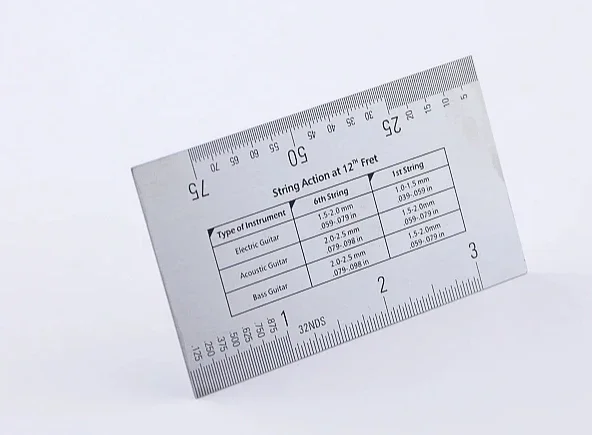 5 10 15 20 25 30 35 40 45 50 55 60 65 70 75
String Action at 12th Fret
Type of Instrument 6th String 1st String
Electric Guitar 1.5-2.0 mm 1.0-1.5 mm
.059-.079 in .039-.059 in
Acoustic Guitar 2.0-2.5 mm 1.5-2.0mm
.079-.098 in .059-.079 in
Bass Guitar 2.0-2.5 mm 1.5-2.0mm
.079-.098 in .059-.079 in
.125 .250 .375 .500 .625 .750 .875 1 2 3
32NDS